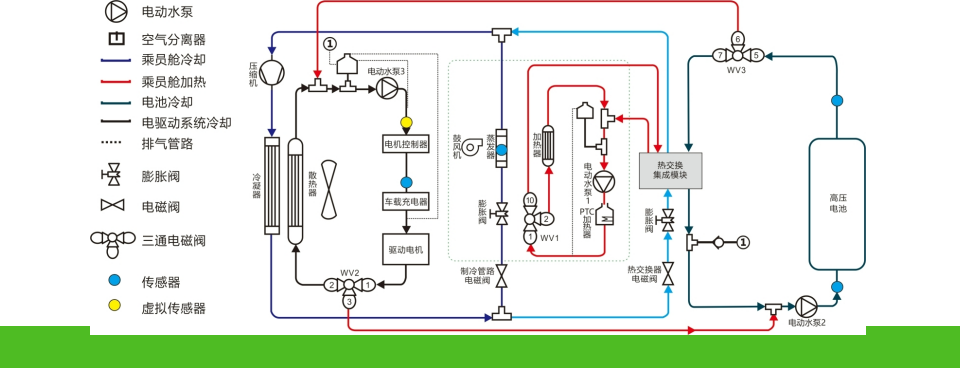 电动水泵
空气分离器
乘员舱冷却
乘员舱加热
电池冷却
电驱动系统冷却
排气管路
膨胀阀
电磁阀
三通电磁阀
传感器
虚拟传感器
压缩机
1
电动水泵3
电机控制器
车载充电器
驱动电机
冷凝器
散热器
WV2
2
1
3
鼓风机
蒸发器
膨胀阀
制冷管路
电磁阀
加热器
10
2
1
WV1
电动水泵1
PTC
加热器
热交换
集成模块
膨胀阀
热交换器
电磁阀
6
7
5
WV3
1
高压
电池
电动水泵2